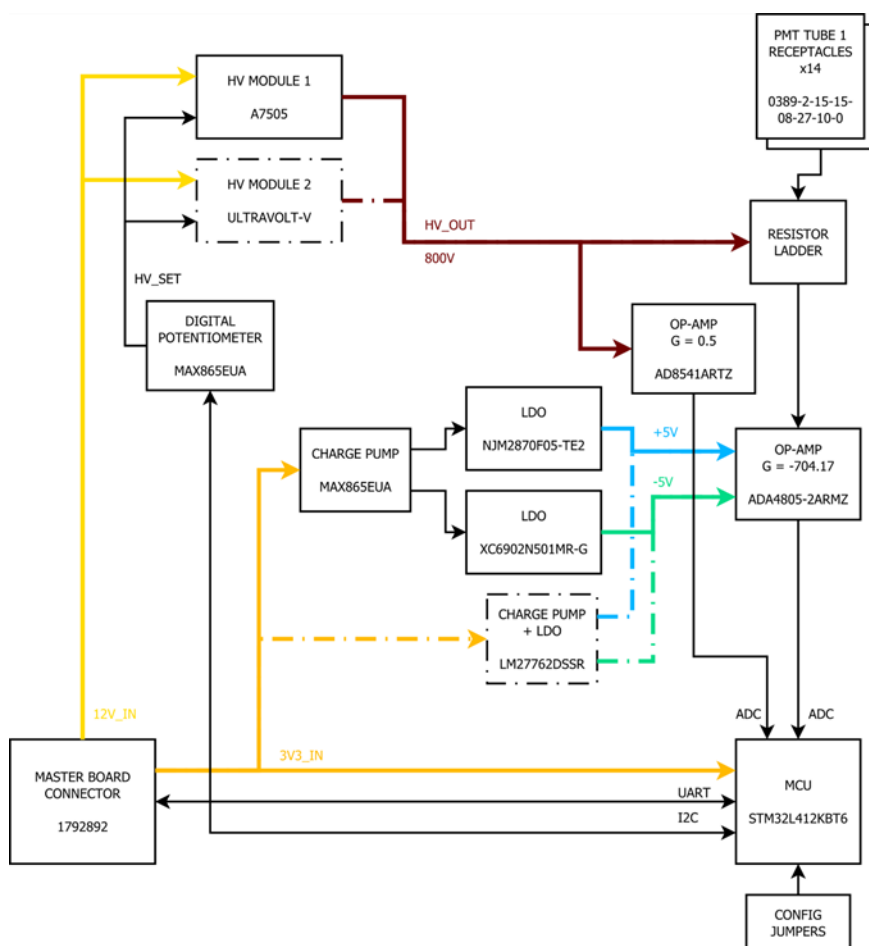 PMT TUBE 1
RECEPTACLES
x14
0389-2-15-15-
08-27-10-0
HV MODULE 1
A7505
HV MODULE 2
ULTRAVOLT-V
HV_OUT
800V
RESISTOR
LADDER
HV_SET
DIGITAL
POTENTIOMETER
MAX865EUA
OP-AMP
G = 0.5
AD8541ARTZ
LDO
NJM2870F05-TE2
+5V
CHARGE PUMP
MAX865EUA
OP-AMP
G = -704.17
ADA4805-2ARMZ
-5V
LDO
XC6902N501MR-G
CHARGE PUMP
+ LDO
LM27762DSSR
12V_IN
ADC
ADC
3V3_IN
MASTER BOARD
CONNECTOR
1792892
UART
I2C
MCU
STM32L412KBT6
CONFIG
JUMPERS